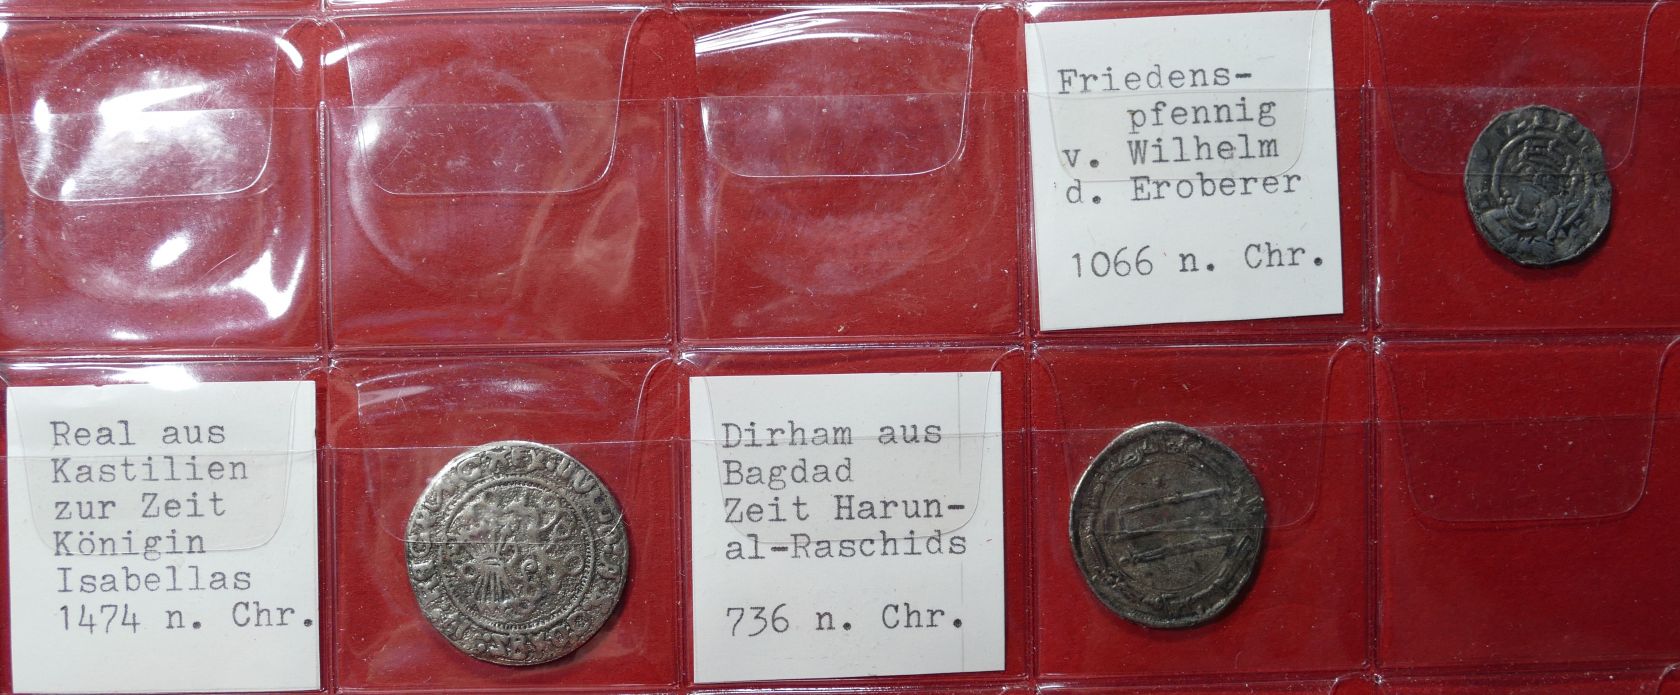 Friedens-
pfennig
v. Wilhelm
d. Eroberer
1066 n. Chr.
Real aus
Kastilien
zur Zeit
Königin
Isabellas
1474 n. Chr.
Dirham aus
Bagdad
Zeit Harun-
al-Raschids
736 n. Chr.